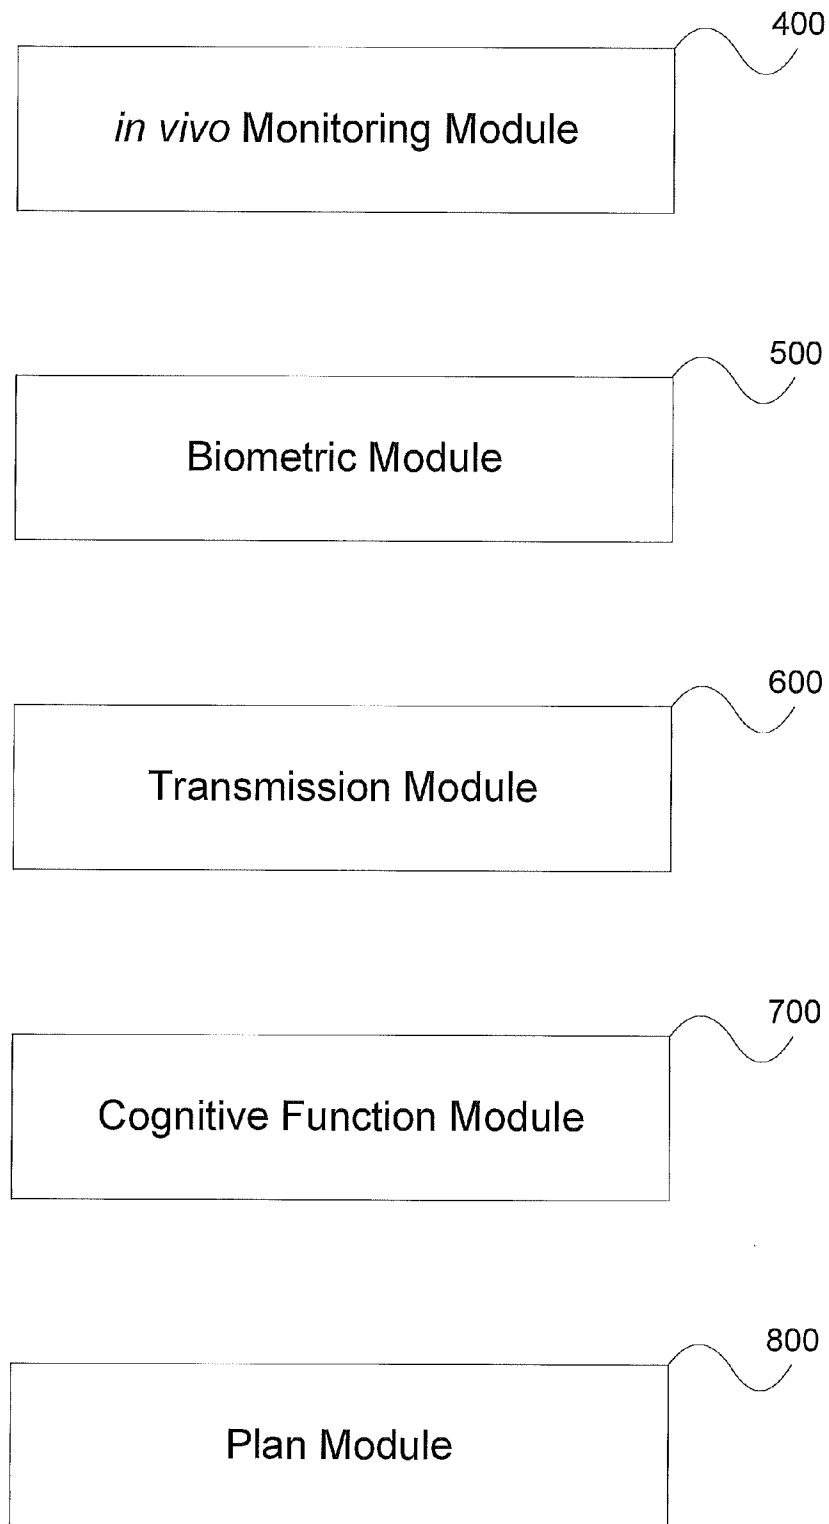 400
in vivo Monitoring Module
500
Biometric Module
600
Transmission Module
700
Cognitive Function Module
800
Plan Module